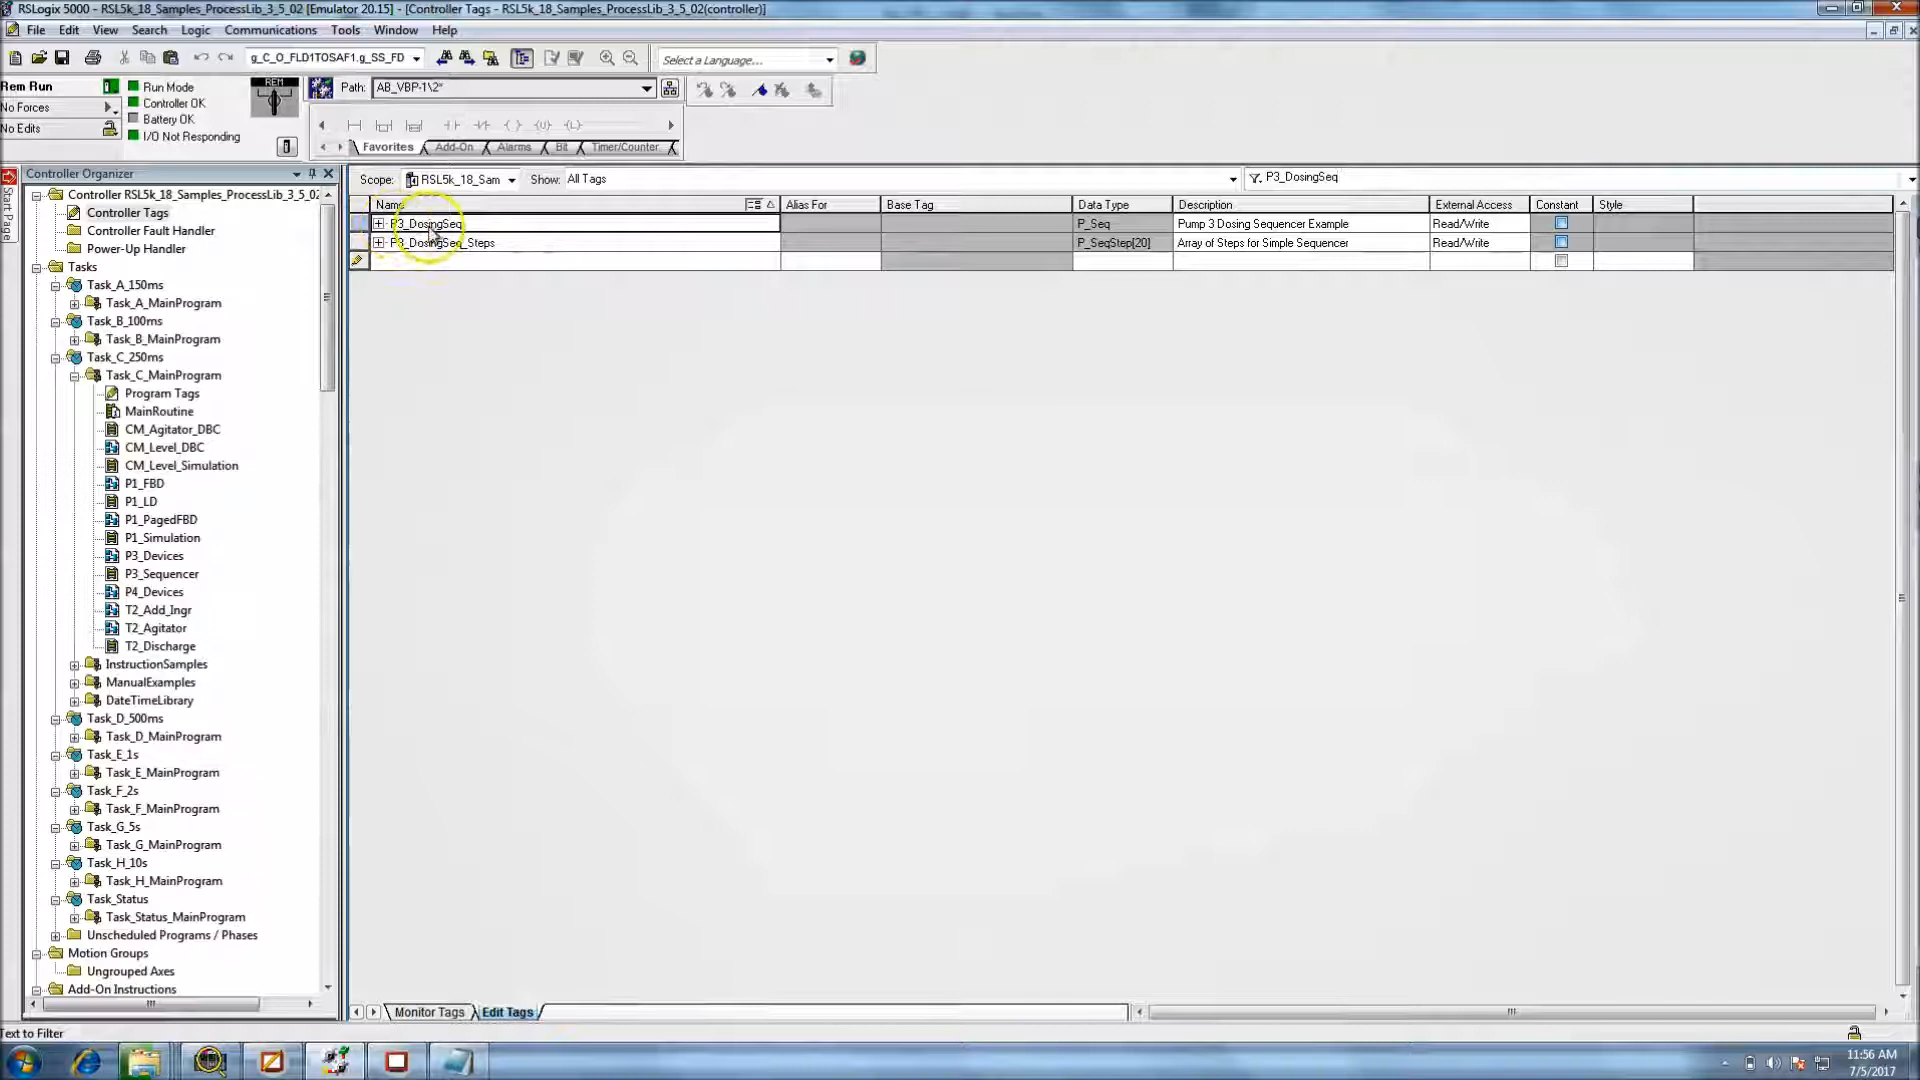 RSLogix 5000 - RSL5k_18_Samples_ProcessLib_3_5_02 [Emulator 20.15] - [Controller Tags - RSL5k_18_Samples_ProcessLib_3_5_02(controller)]
File Edit View Search Logic Communications Tools Window Help
g_C_O_FLD1TOSAF1.g_SS_FD
Select a Language...
Rem Run
Run Mode
REM
Path: AB_VBP-1\2*
No Forces
Controller OK
Battery OK
No Edits
I/O Not Responding
Favorites Add-On Alarms Bit Timer/Counter
Start Page
Controller Organizer
Controller RSL5k_18_Samples_ProcessLib_3_5_02
Controller Tags
Controller Fault Handler
Power-Up Handler
Tasks
Task_A_150ms
Task_A_MainProgram
Task_B_100ms
Task_B_MainProgram
Task_C_250ms
Task_C_MainProgram
Program Tags
MainRoutine
CM_Agitator_DBC
CM_Level_DBC
CM_Level_Simulation
P1_FBD
P1_LD
P1_PagedFBD
P1_Simulation
P3_Devices
P3_Sequencer
P4_Devices
T2_Add_Ingr
T2_Agitator
T2_Discharge
InstructionSamples
ManualExamples
DateTimeLibrary
Task_D_500ms
Task_D_MainProgram
Task_E_1s
Task_E_MainProgram
Task_F_2s
Task_F_MainProgram
Task_G_5s
Task_G_MainProgram
Task_H_10s
Task_H_MainProgram
Task_Status
Task_Status_MainProgram
Unscheduled Programs / Phases
Motion Groups
Ungrouped Axes
Add-On Instructions
Scope: RSL5k_18_Sam Show: All Tags P3_DosingSeq
Name Alias For Base Tag Data Type Description External Access Constant Style
P3_DosingSeq P_Seq Pump 3 Dosing Sequencer Example Read/Write
P3_DosingSeq_Steps P_SeqStep[20] Array of Steps for Simple Sequencer Read/Write
Monitor Tags Edit Tags
Text to Filter
11:56 AM
7/5/2017